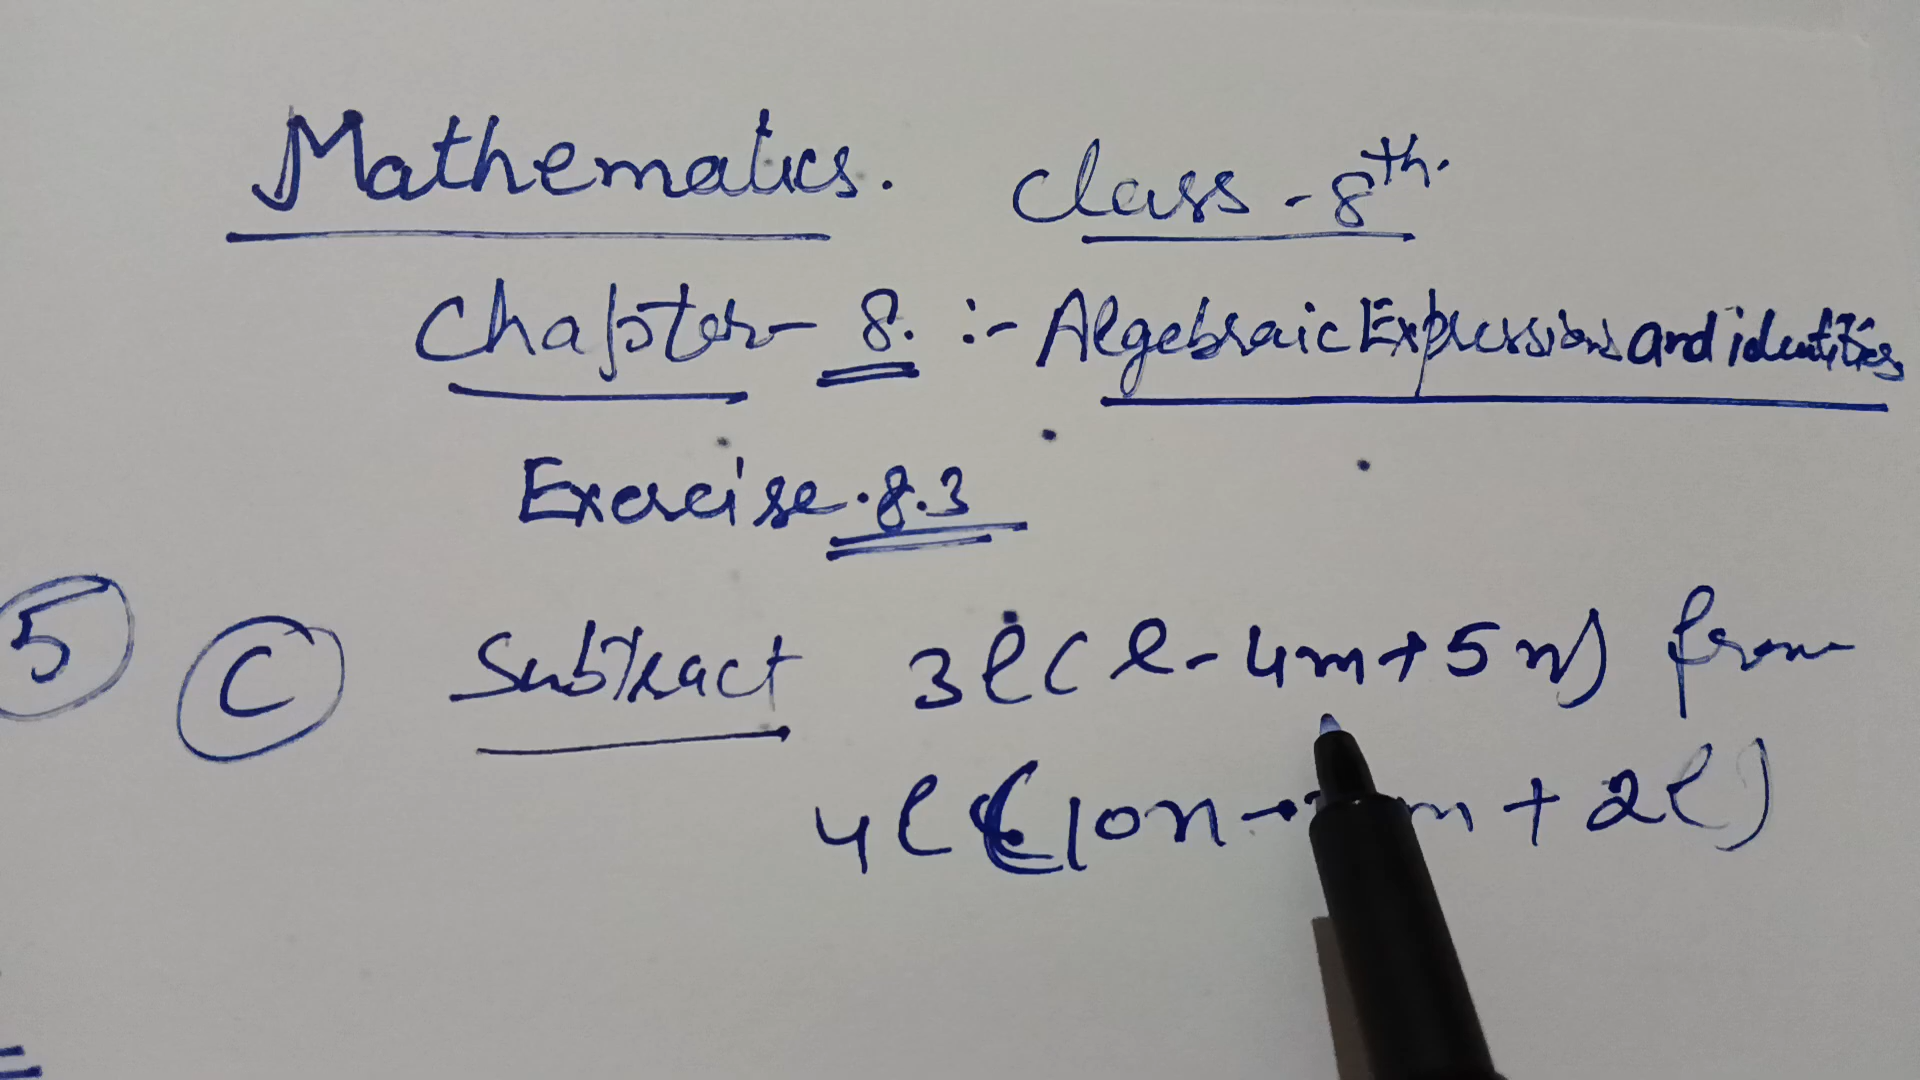 Mathematics. Class - 8th.
Chapter - 8. :- Algebraic Expressions and identities
Exercise. 8.3
5 C Subtract 3l(l - 4m + 5n) from
4l(10n - m + 2l)